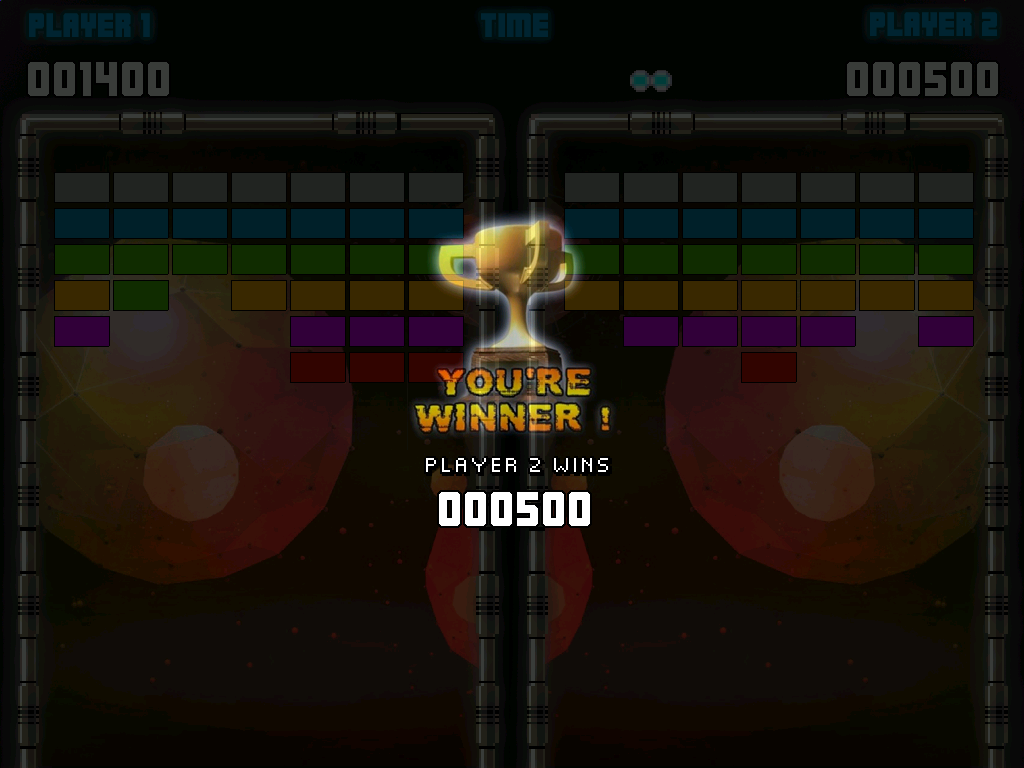 PLAYER 1 TIME PLAYER 2
001400 000500
YOU'RE
WINNER !
PLAYER 2 WINS
000500